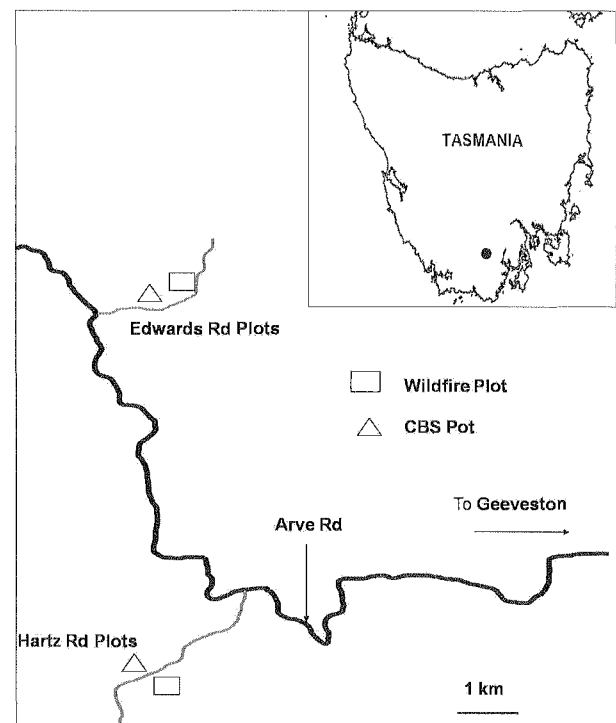 TASMANIA
Edwards Rd Plots
Wildfire Plot
CBS Pot
To Geeveston
Arve Rd
Hartz Rd Plots
1 km